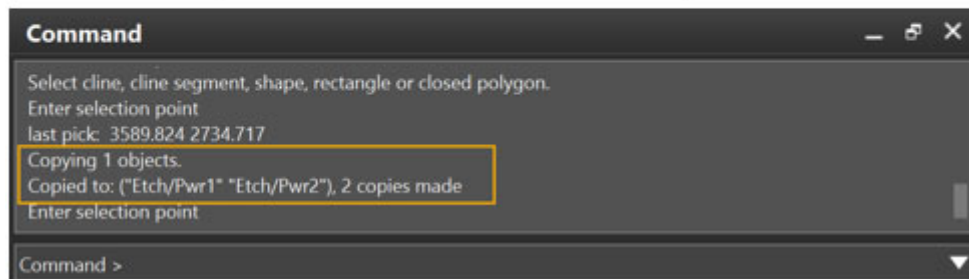 Command
Select cline, cline segment, shape, rectangle or closed polygon.
Enter selection point
last pick:  3589.824 2734.717
Copying 1 objects.
Copied to: ("Etch/Pwr1" "Etch/Pwr2"), 2 copies made
Enter selection point
Command >